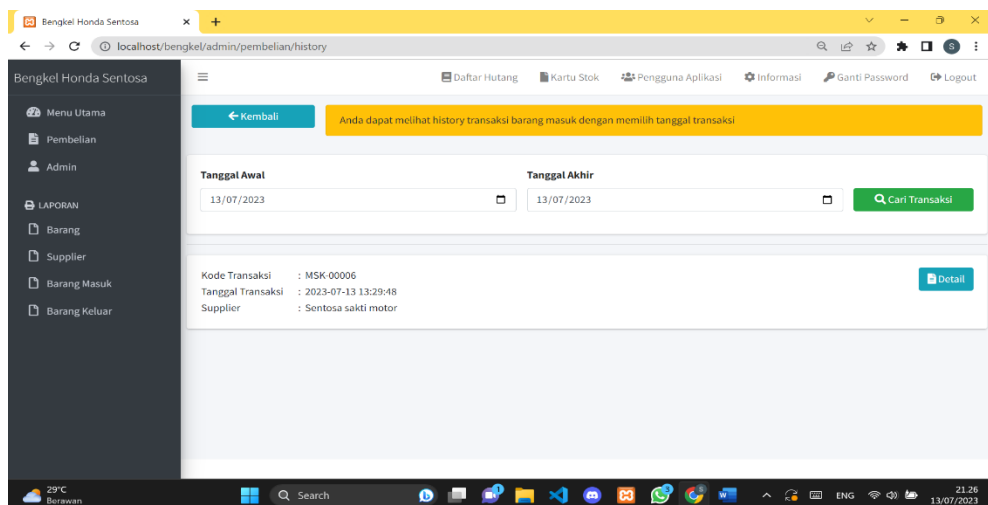 Bengkel Honda Sentosa
localhost/bengkel/admin/pembelian/history
S
Bengkel Honda Sentosa
Daftar Hutang Kartu Stok Pengguna Aplikasi Informasi Ganti Password Logout
Menu Utama
Pembelian
Admin
LAPORAN
Barang
Supplier
Barang Masuk
Barang Keluar
Kembali
Anda dapat melihat history transaksi barang masuk dengan memilih tanggal transaksi
Tanggal Awal Tanggal Akhir
13/07/2023 13/07/2023 Cari Transaksi
Kode Transaksi : MSK-00006
Tanggal Transaksi : 2023-07-13 13:29:48
Supplier : Sentosa sakti motor
Detail
29°C
Berawan
Search
ENG
21.26
13/07/2023